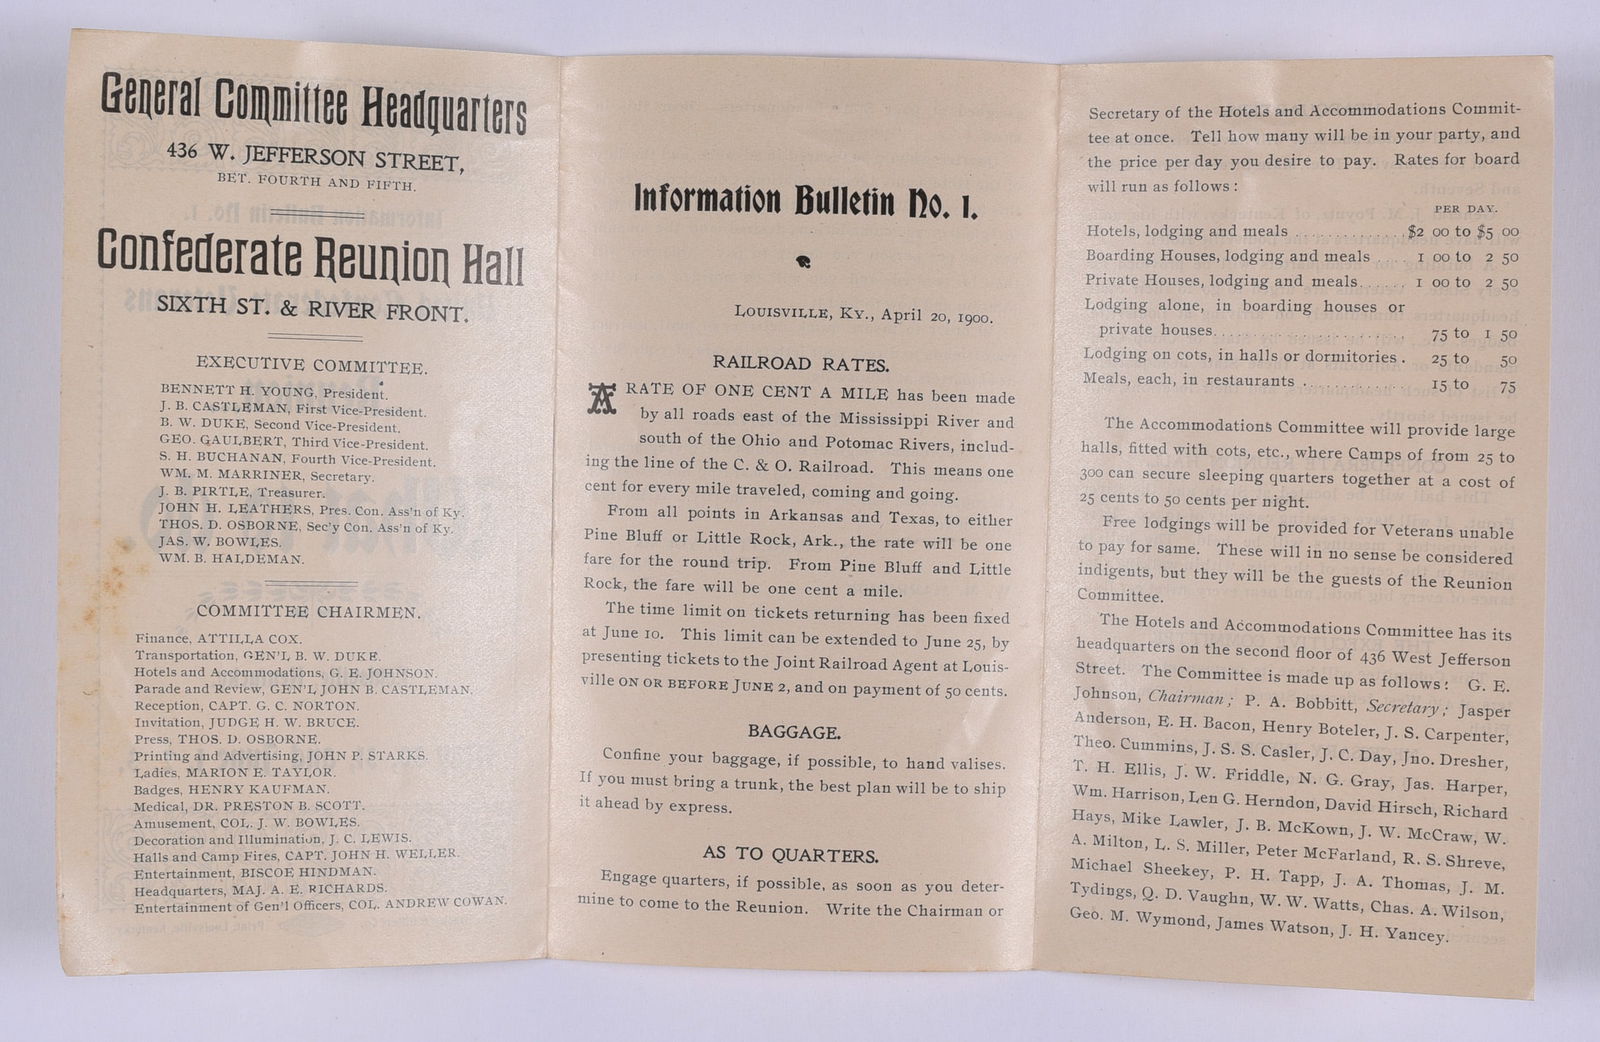 General Committee Headquarters
436 W. JEFFERSON STREET,
BET. FOURTH AND FIFTH.
Confederate Reunion Hall
SIXTH ST. & RIVER FRONT.
EXECUTIVE COMMITTEE.
BENNETT H. YOUNG, President.
J. B. CASTLEMAN, First Vice-President.
B. W. DUKE, Second Vice-President.
GEO. GAULBERT, Third Vice-President.
S. H. BUCHANAN, Fourth Vice-President.
WM. M. MARRINER, Secretary.
J. B. PIRTLE, Treasurer.
JOHN H. LEATHERS, Pres. Con. Ass'n of Ky.
THOS. D. OSBORNE, Sec'y Con. Ass'n of Ky.
JAS. W. BOWLES.
WM. B. HALDEMAN.
COMMITTEE CHAIRMEN.
Finance, ATTILLA COX.
Transportation, GEN'L B. W. DUKE.
Hotels and Accommodations, G. E. JOHNSON.
Parade and Review, GEN'L JOHN B. CASTLEMAN.
Reception, CAPT. G. C. NORTON.
Invitation, JUDGE H. W. BRUCE.
Press, THOS. D. OSBORNE.
Printing and Advertising, JOHN P. STARKS.
Ladies, MARION E. TAYLOR.
Badges, HENRY KAUFMAN.
Medical, DR. PRESTON B. SCOTT.
Amusement, COL. J. W. BOWLES.
Decoration and Illumination, J. C. LEWIS.
Halls and Camp Fires, CAPT. JOHN H. WELLER.
Entertainment, BISCOE HINDMAN.
Headquarters, MAJ. A. E. RICHARDS.
Entertainment of Gen'l Officers, COL. ANDREW COWAN.
Information Bulletin No. 1.
LOUISVILLE, KY., April 20, 1900.
RAILROAD RATES.
A RATE OF ONE CENT A MILE has been made
by all roads east of the Mississippi River and
south of the Ohio and Potomac Rivers, includ-
ing the line of the C. & O. Railroad. This means one
cent for every mile traveled, coming and going.
From all points in Arkansas and Texas, to either
Pine Bluff or Little Rock, Ark., the rate will be one
fare for the round trip. From Pine Bluff and Little
Rock, the fare will be one cent a mile.
The time limit on tickets returning has been fixed
at June 10. This limit can be extended to June 25, by
presenting tickets to the Joint Railroad Agent at Louis-
ville ON OR BEFORE JUNE 2, and on payment of 50 cents.
BAGGAGE.
Confine your baggage, if possible, to hand valises.
If you must bring a trunk, the best plan will be to ship
it ahead by express.
AS TO QUARTERS.
Engage quarters, if possible, as soon as you deter-
mine to come to the Reunion. Write the Chairman or
Secretary of the Hotels and Accommodations Commit-
tee at once. Tell how many will be in your party, and
the price per day you desire to pay. Rates for board
will run as follows:
PER DAY.
Hotels, lodging and meals ............... $2 00 to $5 00
Boarding Houses, lodging and meals .... 1 00 to 2 50
Private Houses, lodging and meals....... 1 00 to 2 50
Lodging alone, in boarding houses or
private houses........................ 75 to 1 50
Lodging on cots, in halls or dormitories . 25 to 50
Meals, each, in restaurants ............... 15 to 75
The Accommodations Committee will provide large
halls, fitted with cots, etc., where Camps of from 25 to
300 can secure sleeping quarters together at a cost of
25 cents to 50 cents per night.
Free lodgings will be provided for Veterans unable
to pay for same. These will in no sense be considered
indigents, but they will be the guests of the Reunion
Committee.
The Hotels and Accommodations Committee has its
headquarters on the second floor of 436 West Jefferson
Street. The Committee is made up as follows: G. E.
Johnson, Chairman; P. A. Bobbitt, Secretary; Jasper
Anderson, E. H. Bacon, Henry Boteler, J. S. Carpenter,
Theo. Cummins, J. S. S. Casler, J. C. Day, Jno. Dresher,
T. H. Ellis, J. W. Friddle, N. G. Gray, Jas. Harper,
Wm. Harrison, Len G. Herndon, David Hirsch, Richard
Hays, Mike Lawler, J. B. McKown, J. W. McCraw, W.
A. Milton, L. S. Miller, Peter McFarland, R. S. Shreve,
Michael Sheekey, P. H. Tapp, J. A. Thomas, J. M.
Tydings, Q. D. Vaughn, W. W. Watts, Chas. A. Wilson,
Geo. M. Wymond, James Watson, J. H. Yancey.